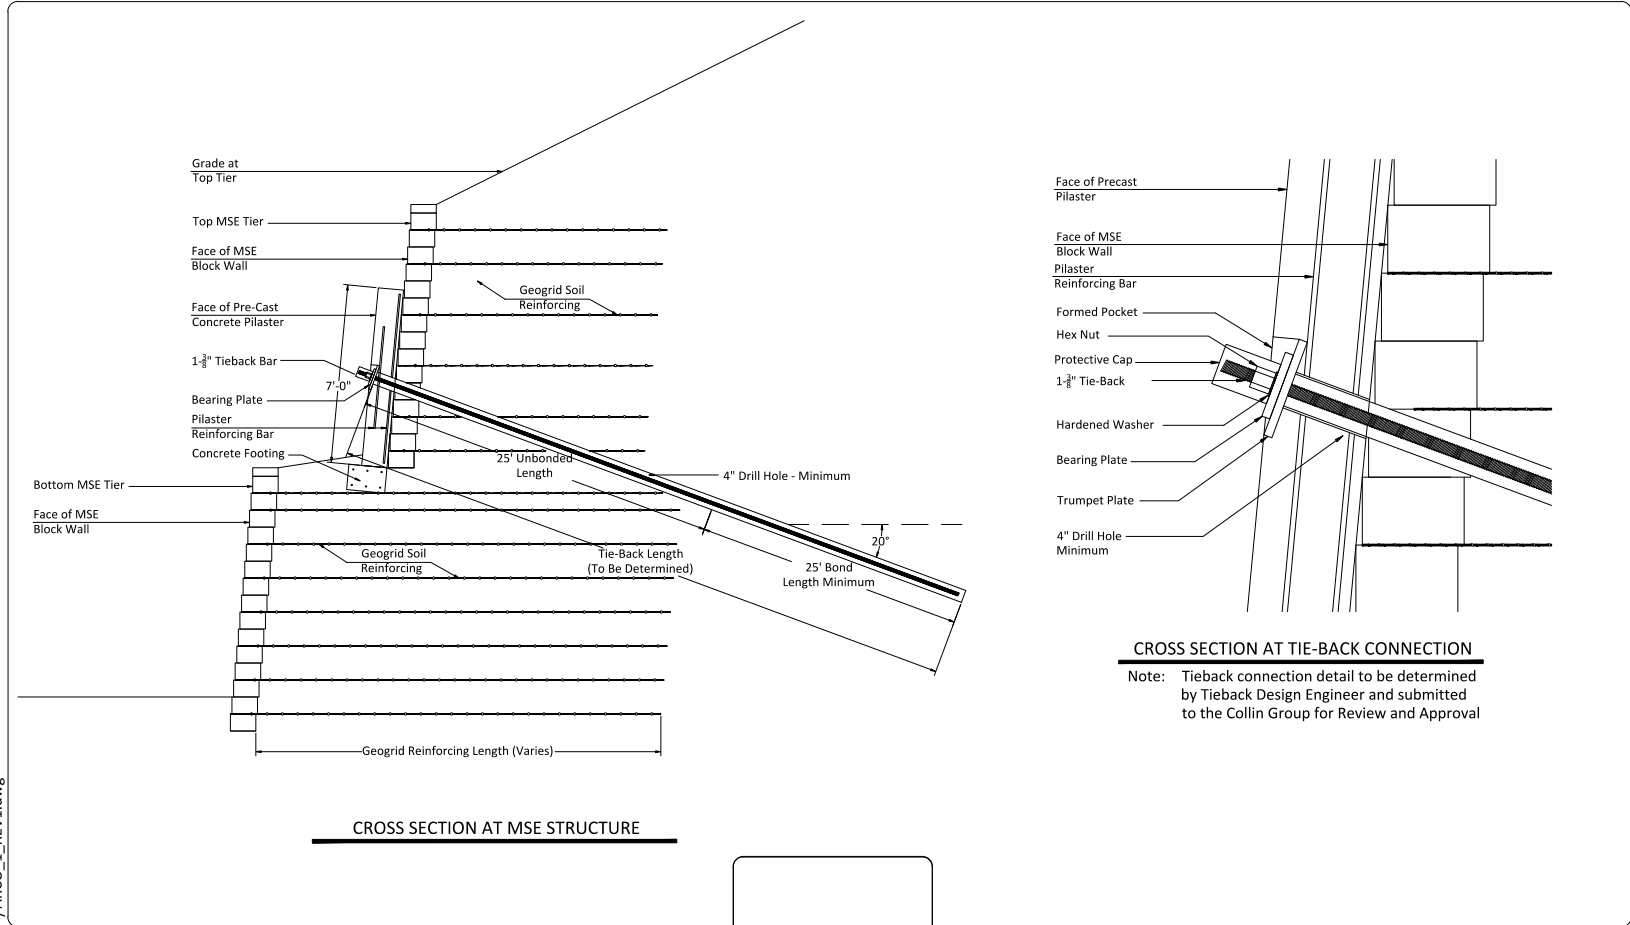 Grade at
Top Tier
Top MSE Tier
Face of MSE
Block Wall
Face of Pre-Cast
Concrete Pilaster
1-3/8" Tieback Bar
7'-0"
Bearing Plate
Pilaster
Reinforcing Bar
Concrete Footing
Bottom MSE Tier
Face of MSE
Block Wall
Geogrid Soil
Reinforcing
25' Unbonded
Length
4" Drill Hole - Minimum
20°
Geogrid Soil
Reinforcing
Tie-Back Length
(To Be Determined)
25' Bond
Length Minimum
Geogrid Reinforcing Length (Varies)
CROSS SECTION AT MSE STRUCTURE
Face of Precast
Pilaster
Face of MSE
Block Wall
Pilaster
Reinforcing Bar
Formed Pocket
Hex Nut
Protective Cap
1-3/8" Tie-Back
Hardened Washer
Bearing Plate
Trumpet Plate
4" Drill Hole
Minimum
CROSS SECTION AT TIE-BACK CONNECTION
Note: Tieback connection detail to be determined
by Tieback Design Engineer and submitted
to the Collin Group for Review and Approval